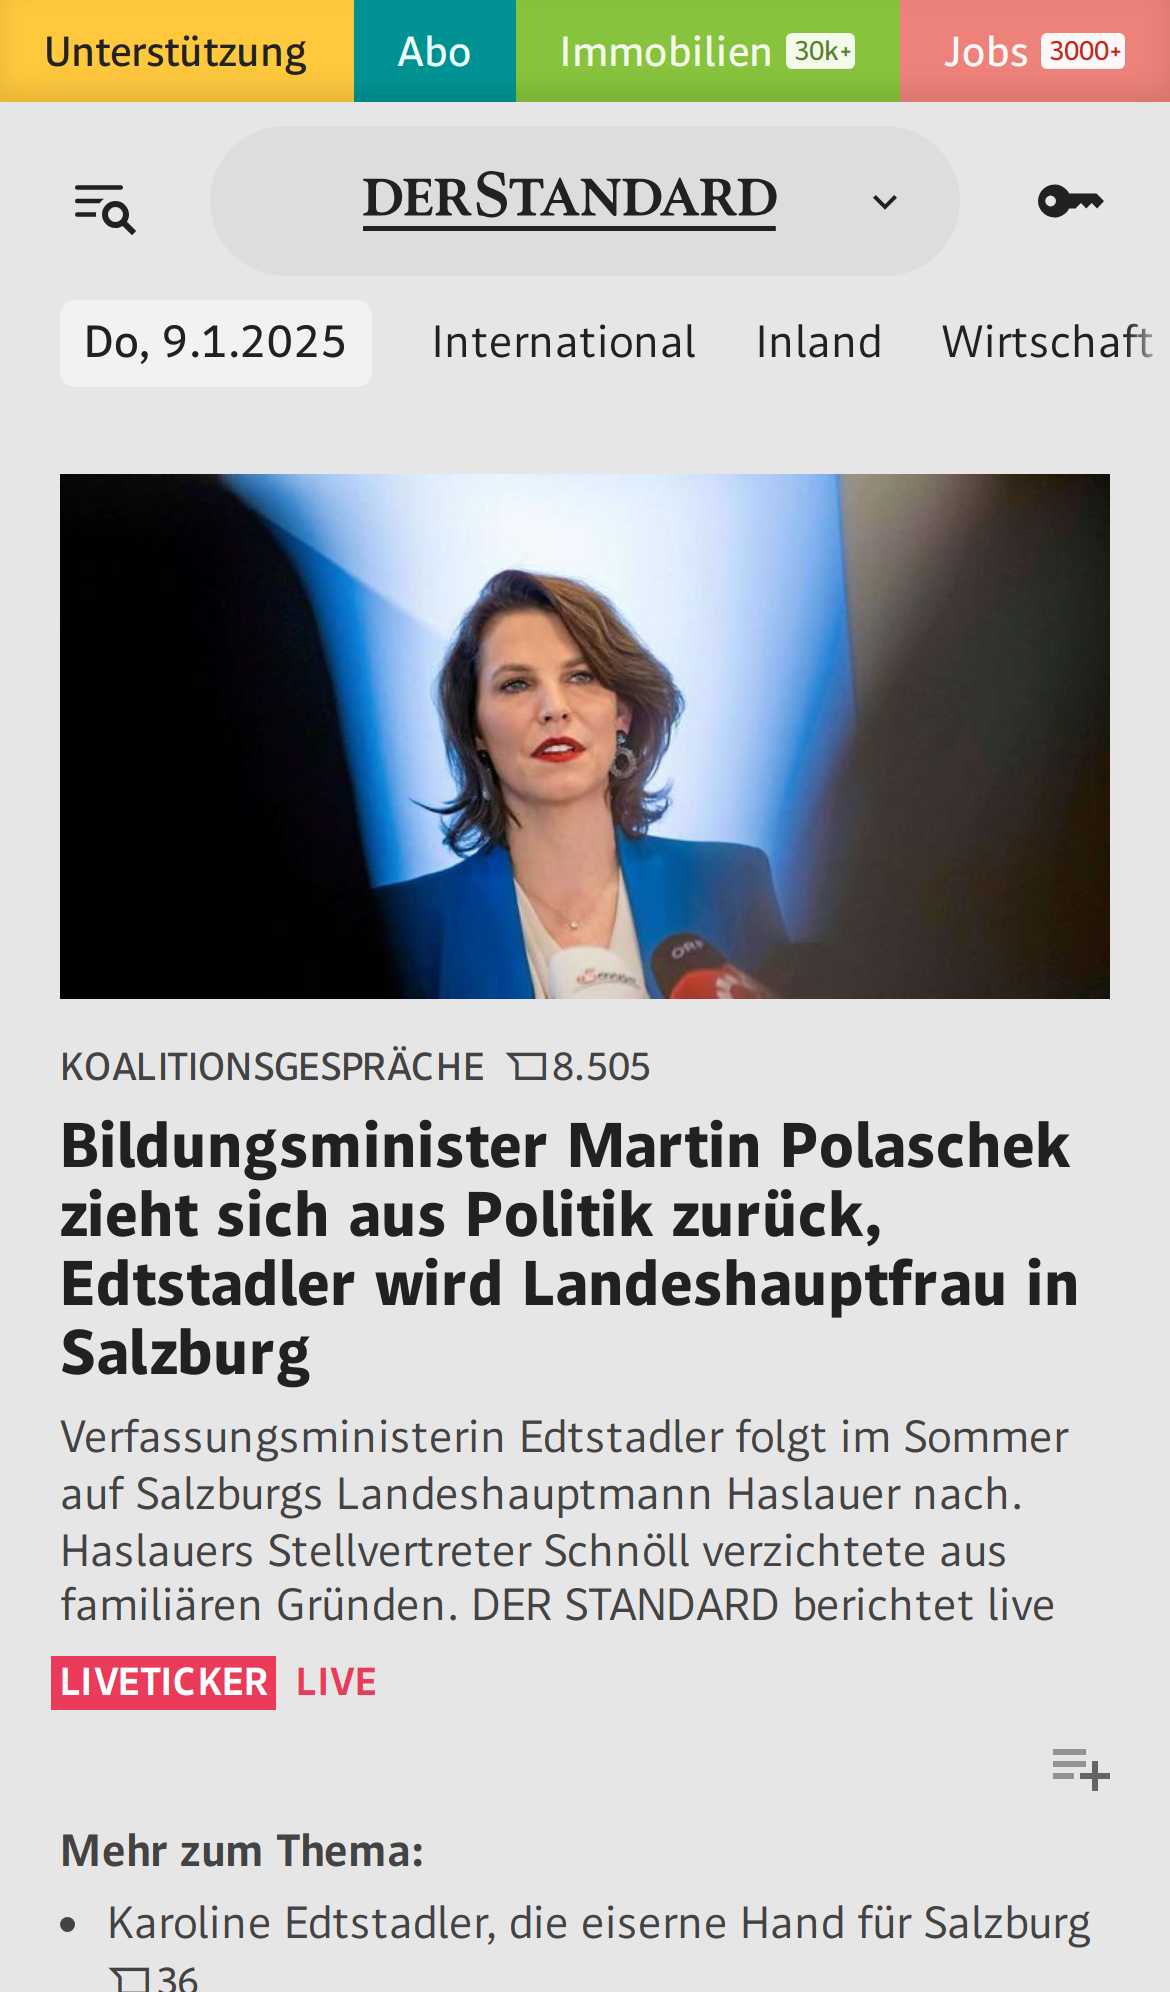 Unterstützung Abo Immobilien 30k+ Jobs 3000+
DER STANDARD
Do, 9.1.2025 International Inland Wirtschaft
ORF
KOALITIONSGESPRÄCHE 8.505
Bildungsminister Martin Polaschek
zieht sich aus Politik zurück,
Edtstadler wird Landeshauptfrau in
Salzburg
Verfassungsministerin Edtstadler folgt im Sommer
auf Salzburgs Landeshauptmann Haslauer nach.
Haslauers Stellvertreter Schnöll verzichtete aus
familiären Gründen. DER STANDARD berichtet live
LIVETICKER LIVE
Mehr zum Thema:
• Karoline Edtstadler, die eiserne Hand für Salzburg
36